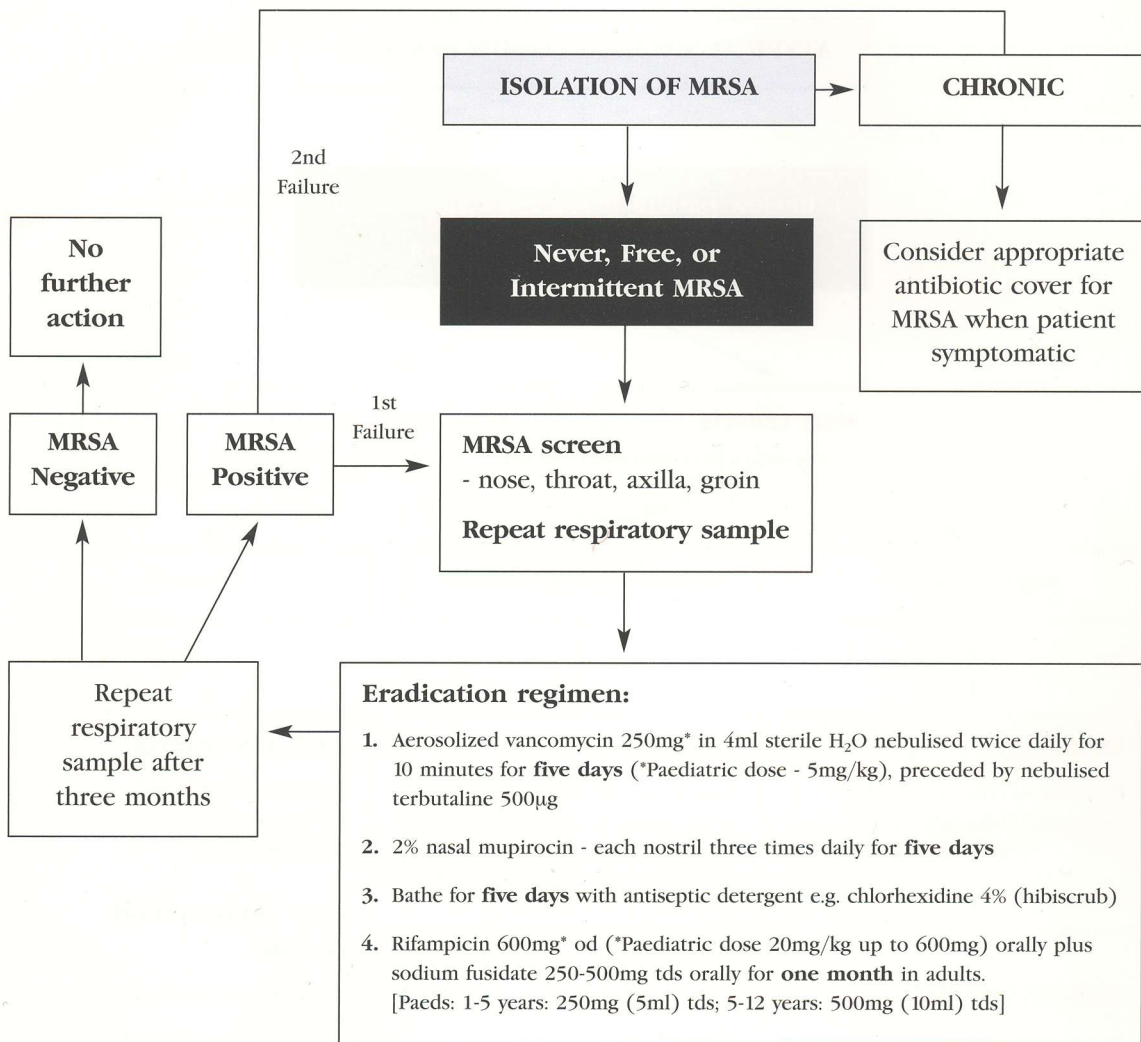 ISOLATION OF MRSA
CHRONIC
2nd
Failure
No
further
action
Never, Free, or
Intermittent MRSA
Consider appropriate
antibiotic cover for
MRSA when patient
symptomatic
1st
Failure
MRSA
Negative
MRSA
Positive
MRSA screen
- nose, throat, axilla, groin
Repeat respiratory sample
Repeat
respiratory
sample after
three months
Eradication regimen:
1. Aerosolized vancomycin 250mg* in 4ml sterile H₂O nebulised twice daily for
10 minutes for five days (*Paediatric dose - 5mg/kg), preceded by nebulised
terbutaline 500µg
2. 2% nasal mupirocin - each nostril three times daily for five days
3. Bathe for five days with antiseptic detergent e.g. chlorhexidine 4% (hibiscrub)
4. Rifampicin 600mg* od (*Paediatric dose 20mg/kg up to 600mg) orally plus
sodium fusidate 250-500mg tds orally for one month in adults.
[Paeds: 1-5 years: 250mg (5ml) tds; 5-12 years: 500mg (10ml) tds]